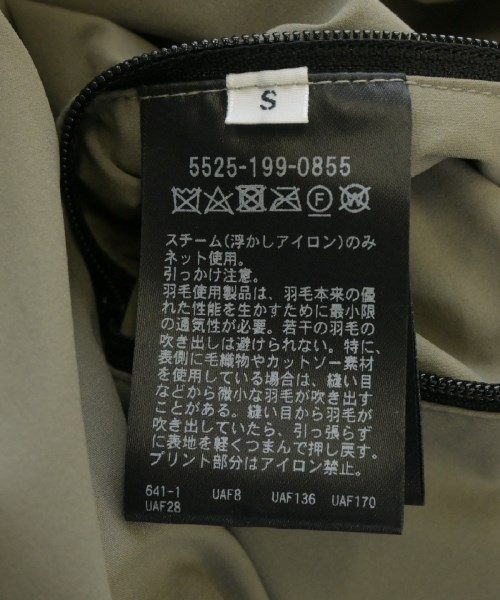 S
5525-199-0855
スチーム(浮かしアイロン)のみ
ネット使用。
引っかけ注意。
羽毛使用製品は、羽毛本来の優
れた性能を生かすために最小限
の通気性が必要。若干の羽毛の
吹き出しは避けられない。特に、
表側に毛織物やカットソー素材
を使用している場合は、縫い目
などから微小な羽毛が吹き出す
ことがある。縫い目から羽毛が
吹き出していたら、引っ張らず
に表地を軽くつまんで押し戻す。
プリント部分はアイロン禁止。
641-1 UAF8 UAF136 UAF170
UAF28